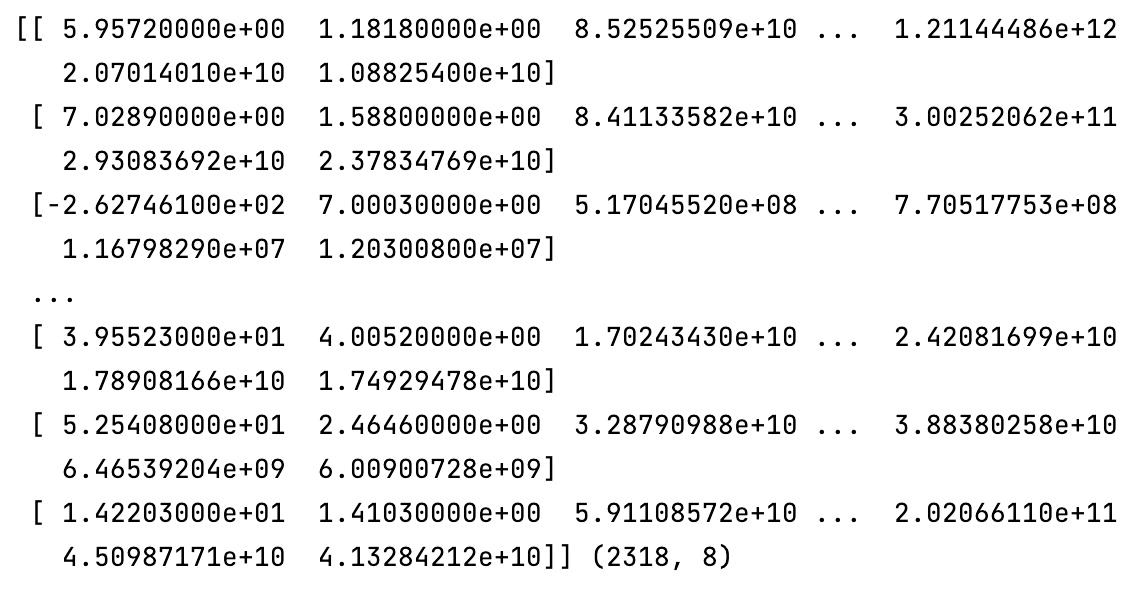 [[ 5.95720000e+00  1.18180000e+00  8.52525509e+10 ...  1.21144486e+12
   2.07014010e+10  1.08825400e+10]
 [ 7.02890000e+00  1.58800000e+00  8.41133582e+10 ...  3.00252062e+11
   2.93083692e+10  2.37834769e+10]
 [-2.62746100e+02  7.00030000e+00  5.17045520e+08 ...  7.70517753e+08
   1.16798290e+07  1.20300800e+07]
 ...
 [ 3.95523000e+01  4.00520000e+00  1.70243430e+10 ...  2.42081699e+10
   1.78908166e+10  1.74929478e+10]
 [ 5.25408000e+01  2.46460000e+00  3.28790988e+10 ...  3.88380258e+10
   6.46539204e+09  6.00900728e+09]
 [ 1.42203000e+01  1.41030000e+00  5.91108572e+10 ...  2.02066110e+11
   4.50987171e+10  4.13284212e+10]] (2318, 8)